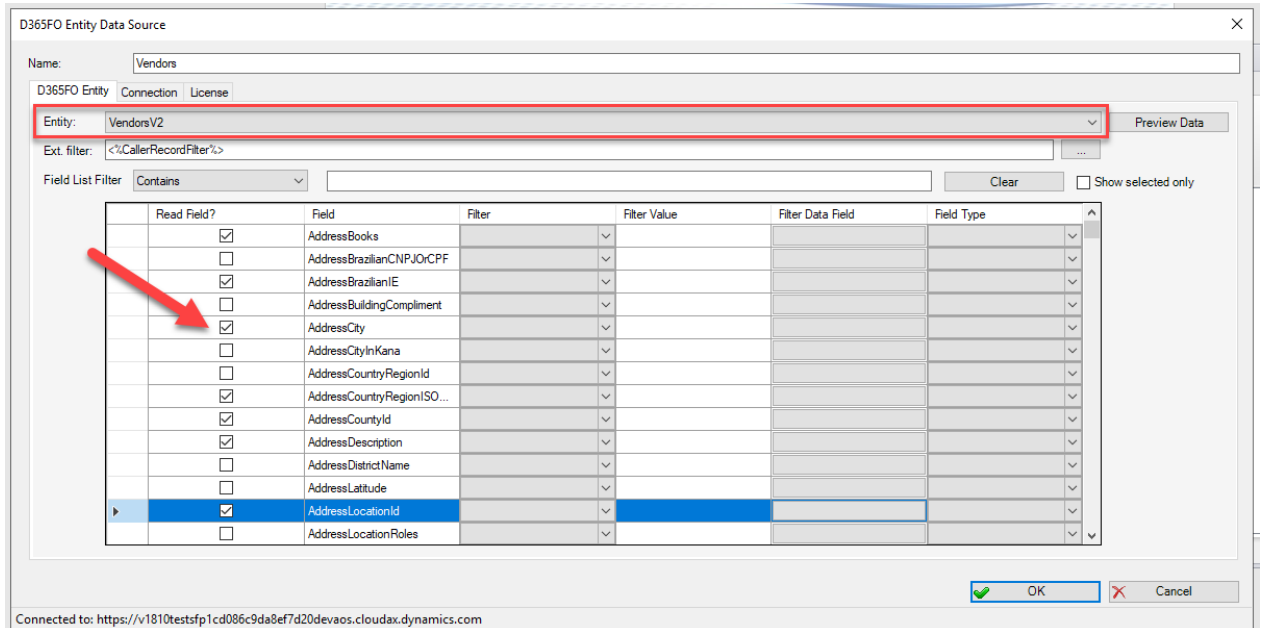 D365FO Entity Data Source
Name: Vendors
D365FO Entity Connection License
Entity: VendorsV2 Preview Data
Ext. filter: <%CallerRecordFilter%> ...
Field List Filter Contains Clear Show selected only
Read Field? Field Filter Filter Value Filter Data Field Field Type
AddressBooks
AddressBrazilianCNPJOrCPF
AddressBrazilianIE
AddressBuildingCompliment
AddressCity
AddressCityInKana
AddressCountryRegionId
AddressCountryRegionISO...
AddressCountyId
AddressDescription
AddressDistrictName
AddressLatitude
AddressLocationId
AddressLocationRoles
OK Cancel
Connected to: https://v1810testsfp1cd086c9da8ef7d20devaos.cloudax.dynamics.com